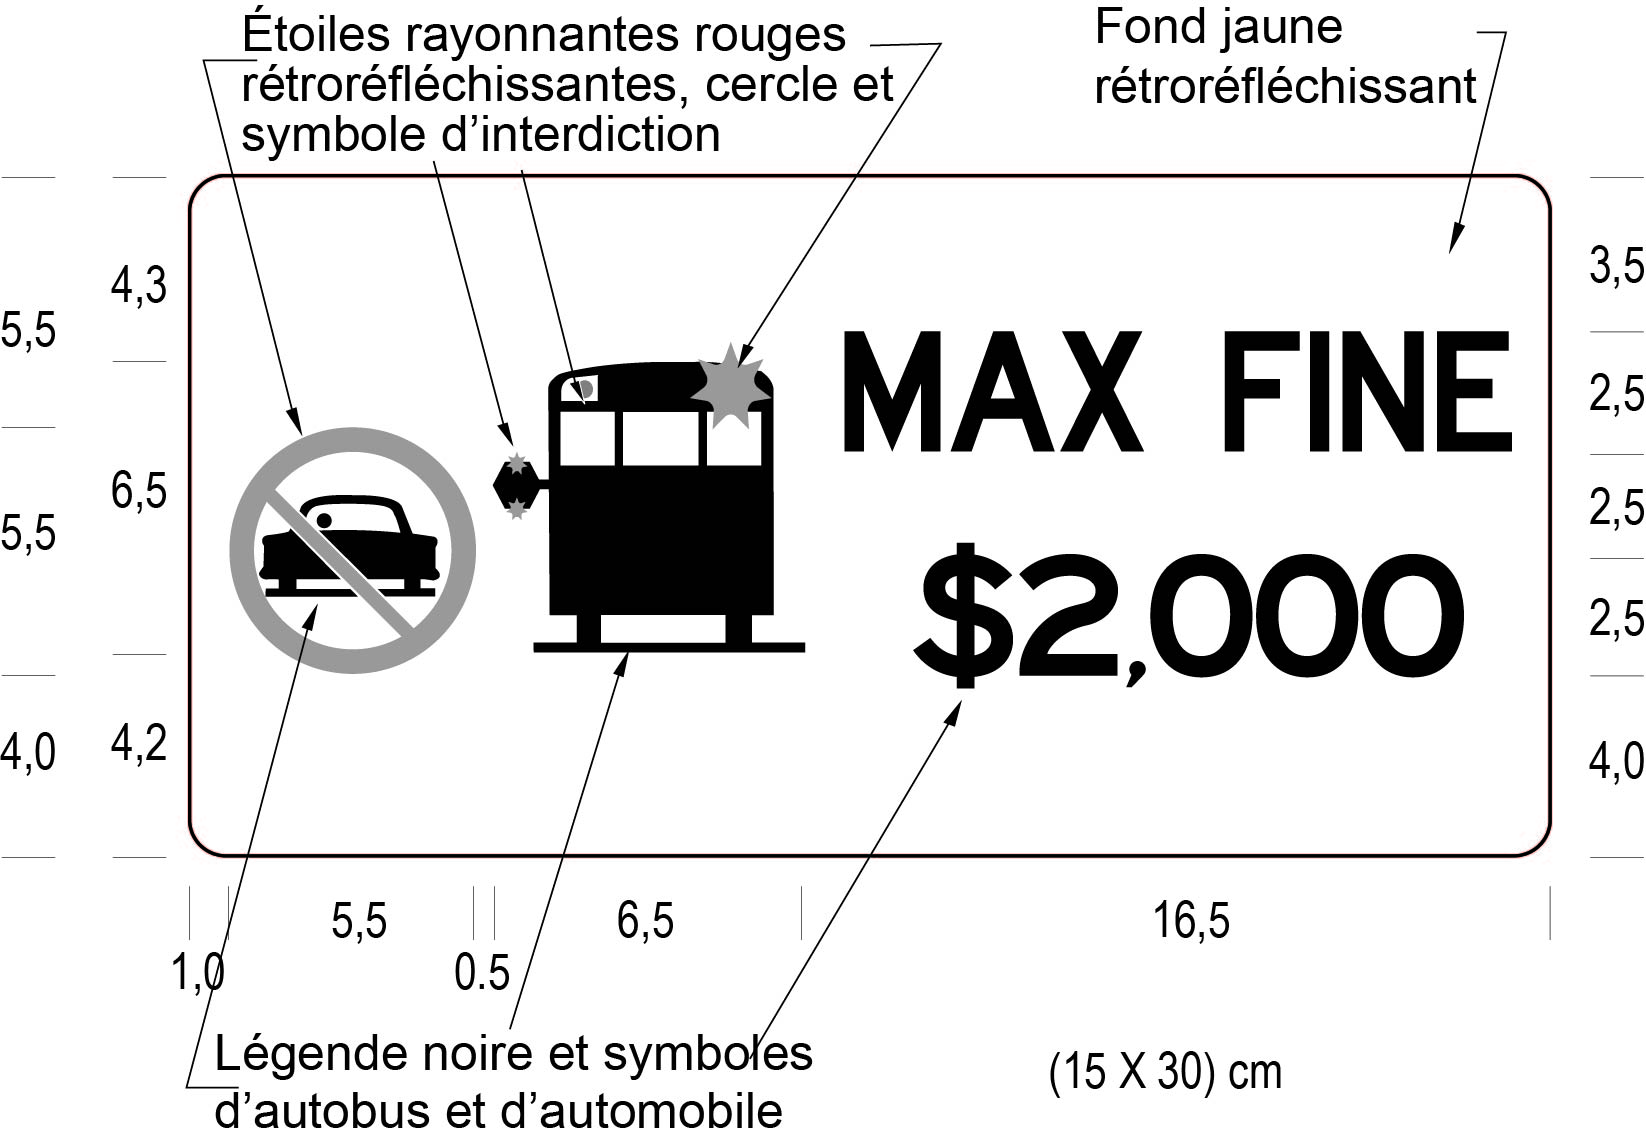 Étoiles rayonnantes rouges
rétroréfléchissantes, cercle et
symbole d’interdiction
Fond jaune
rétroréfléchissant
5,5
5,5
4,0
4,3
6,5
4,2
MAX FINE
$2,000
3,5
2,5
2,5
2,5
4,0
1,0
5,5
0.5
6,5
16,5
Légende noire et symboles
d’autobus et d’automobile
(15 X 30) cm